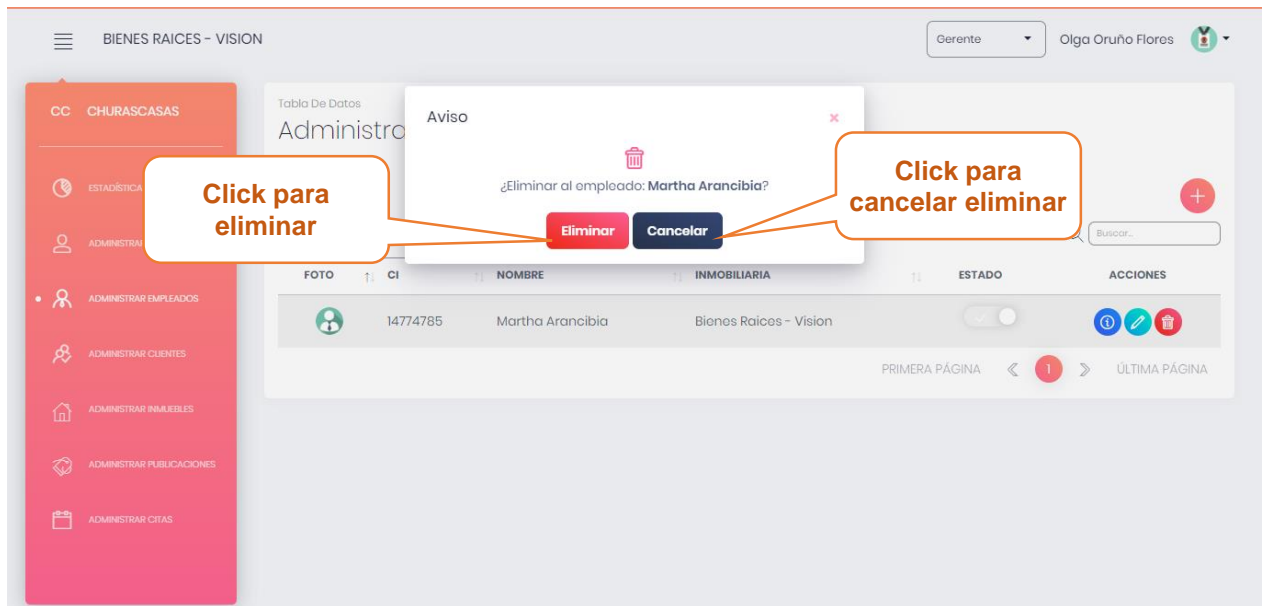 BIENES RAICES - VISION
Gerente
Olga Oruño Flores
CC CHURASCASAS
Tabla De Datos
Administra
Aviso
×
¿Eliminar al empleado: Martha Arancibia?
Eliminar
Cancelar
Click para
eliminar
Click para
cancelar eliminar
ESTADÍSTICA
ADMINISTRA
ADMINISTRAR EMPLEADOS
ADMINISTRAR CLIENTES
ADMINISTRAR INMUEBLES
ADMINISTRAR PUBLICACIONES
ADMINISTRAR CITAS
Buscar...
FOTO CI NOMBRE INMOBILIARIA ESTADO ACCIONES
14774785 Martha Arancibia Bienes Raices - Vision
PRIMERA PÁGINA « 1 » ÚLTIMA PÁGINA